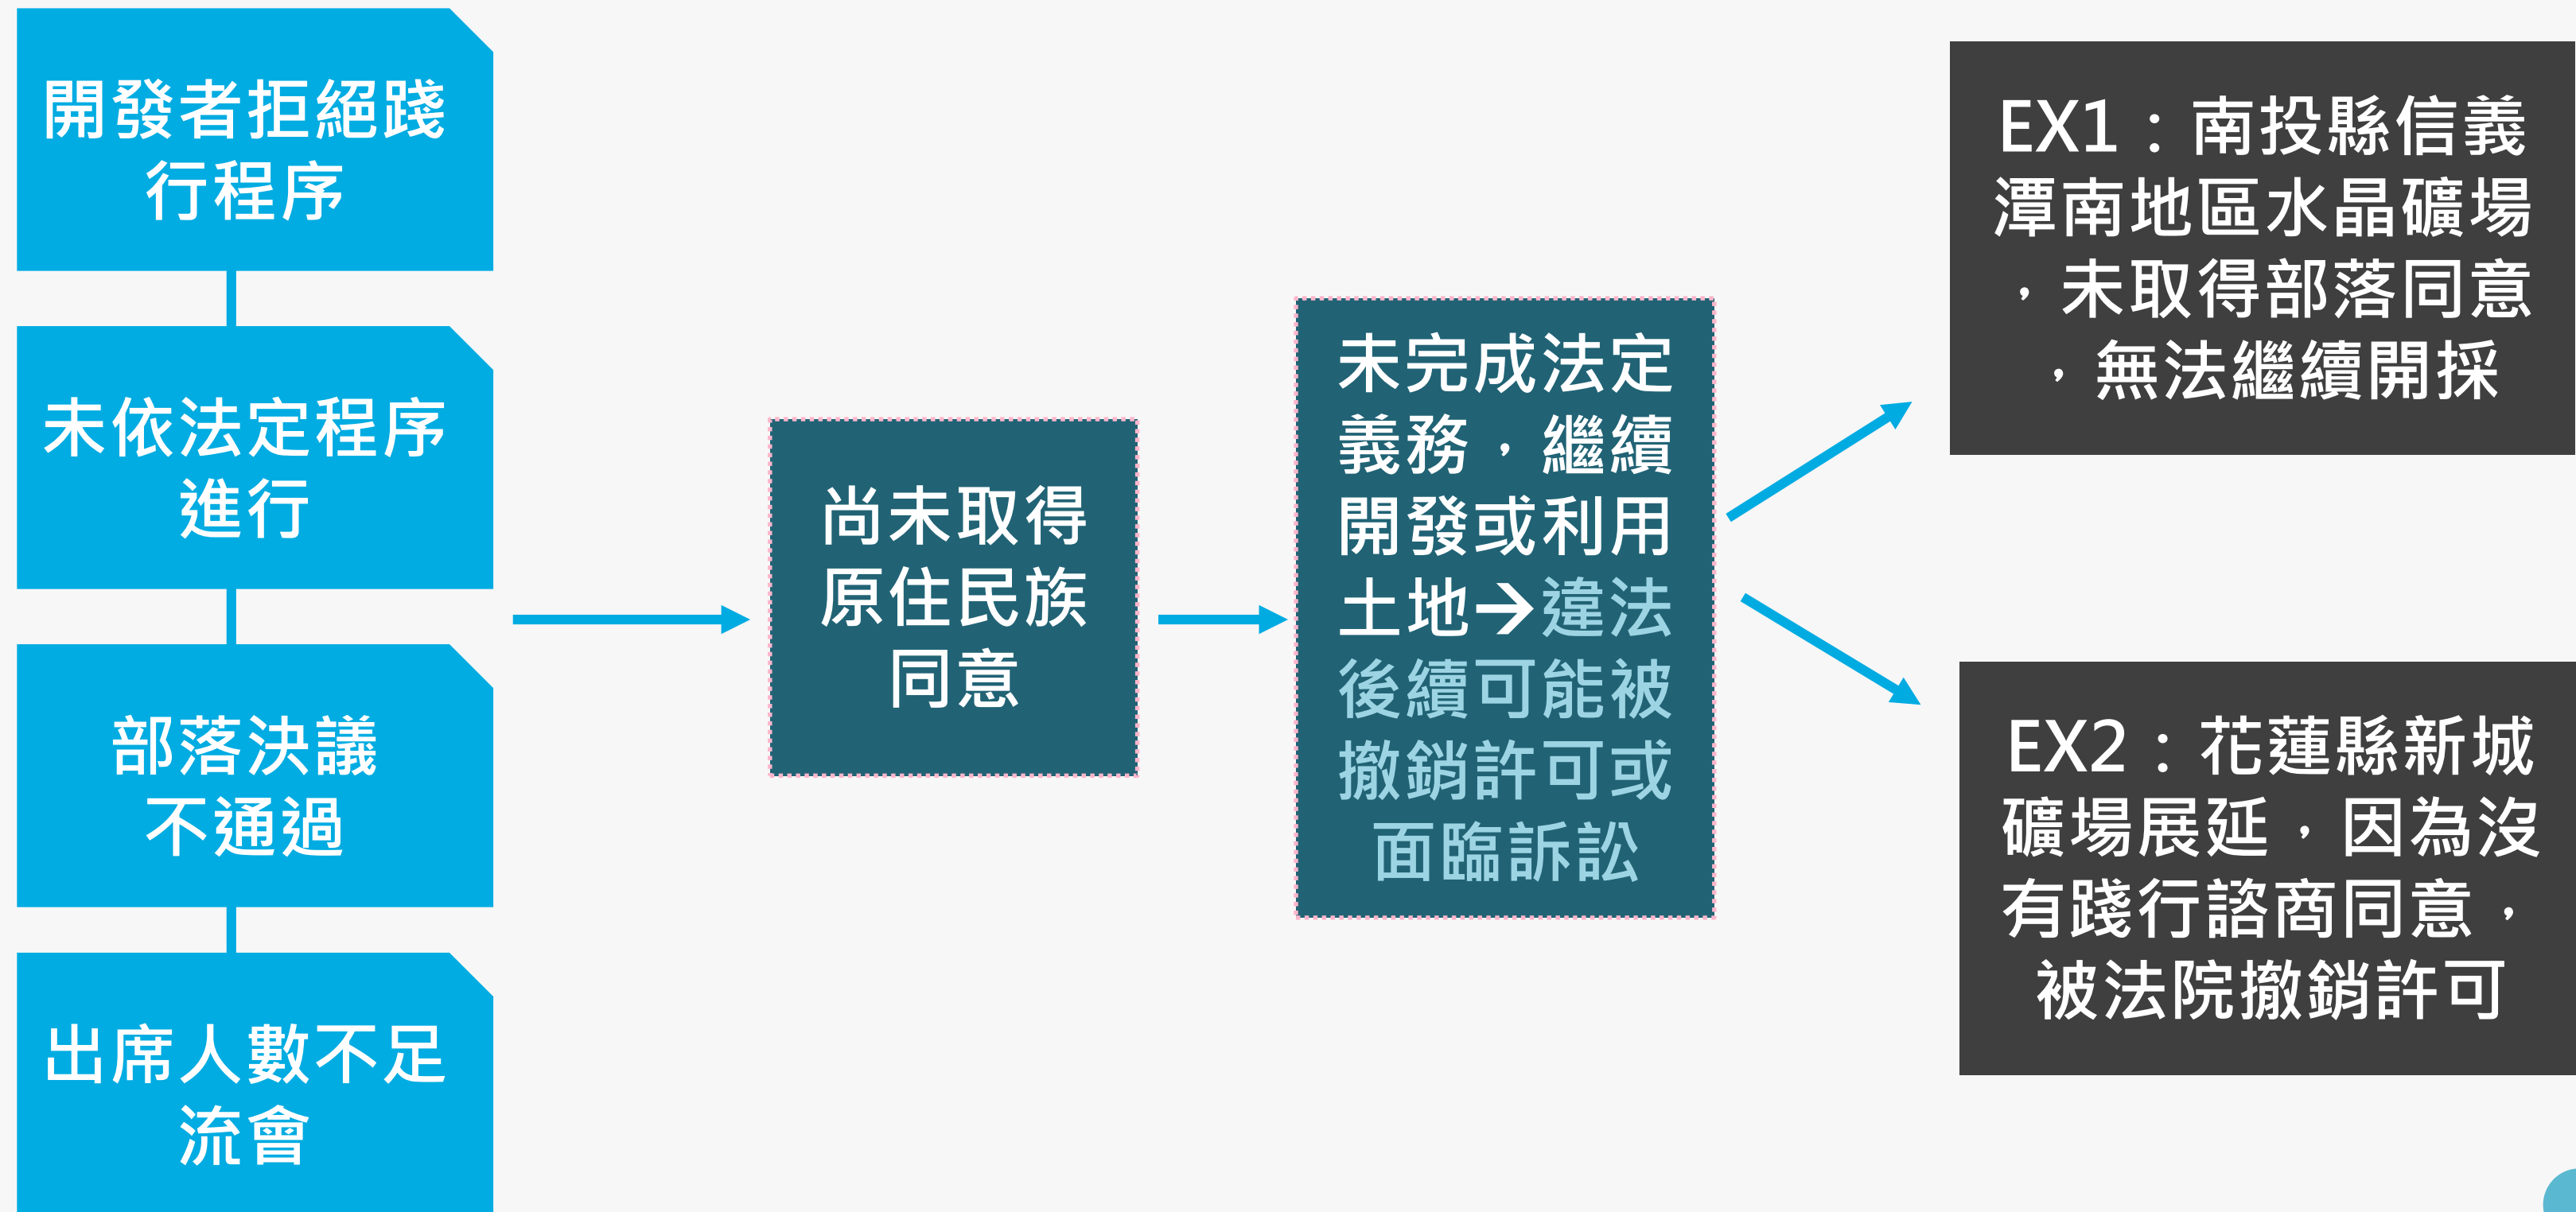 開發者拒絕踐
行程序
未依法定程序
進行
部落決議
不通過
出席人數不足
流會
尚未取得
原住民族
同意
未完成法定
義務，繼續
開發或利用
土地→違法
後續可能被
撤銷許可或
面臨訴訟
EX1：南投縣信義
潭南地區水晶礦場
，未取得部落同意
，無法繼續開採
EX2：花蓮縣新城
礦場展延，因為沒
有踐行諮商同意，
被法院撤銷許可